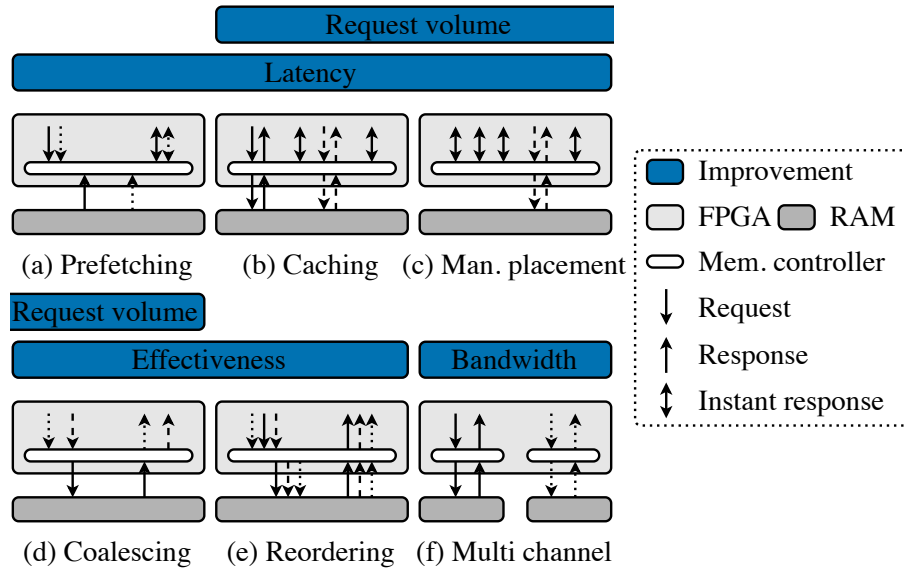 Request volume
Latency
(a) Prefetching
(b) Caching
(c) Man. placement
Request volume
Effectiveness
Bandwidth
(d) Coalescing
(e) Reordering
(f) Multi channel
Improvement
FPGA
RAM
Mem. controller
Request
Response
Instant response